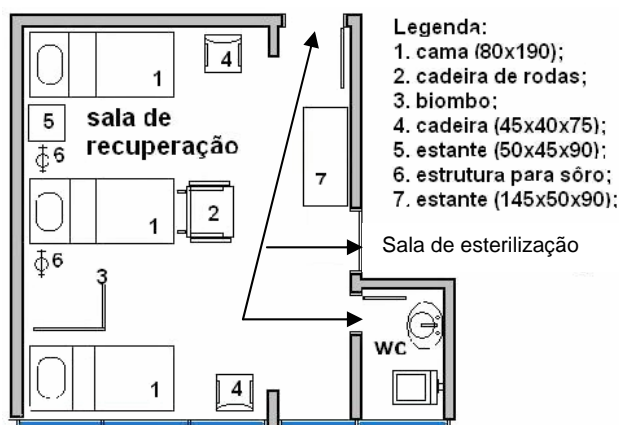 Legenda:
1. cama (80x190);
2. cadeira de rodas;
3. biombo;
4. cadeira (45x40x75);
5. estante (50x45x90);
6. estrutura para sôro;
7. estante (145x50x90);
1
4
5
sala de
recuperação
6
7
1
2
6
Sala de esterilização
3
WC
1
4